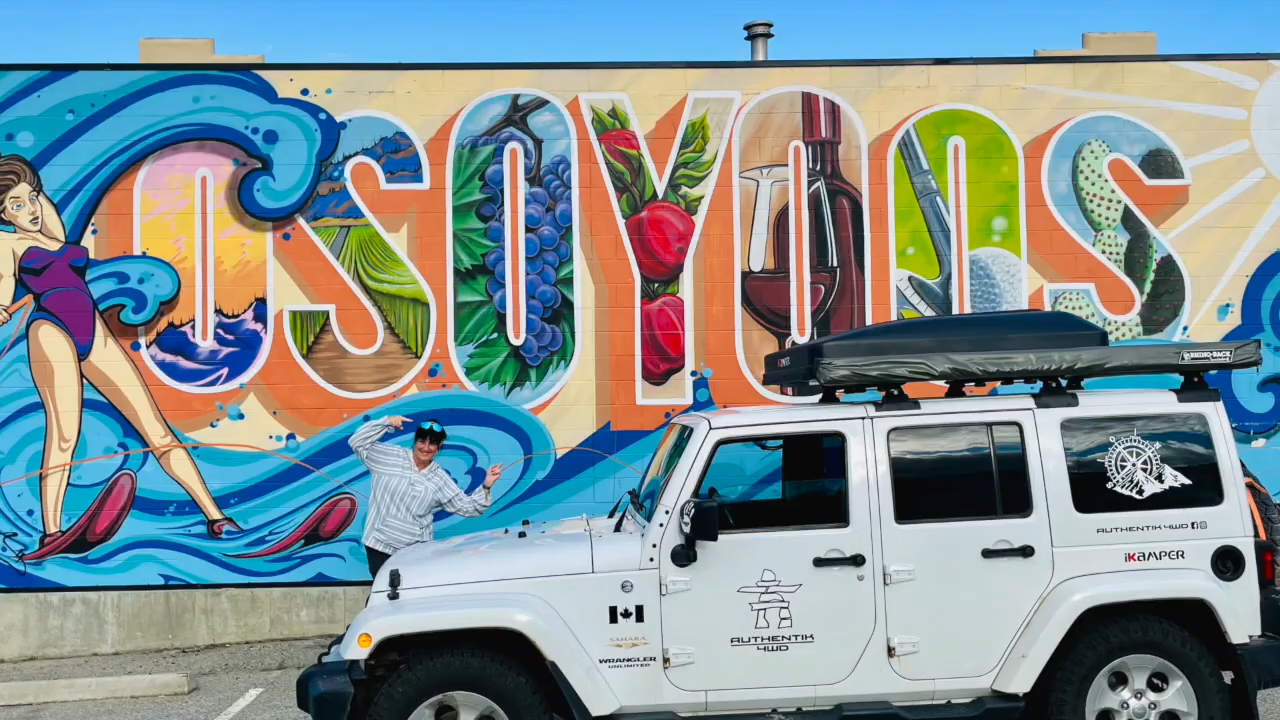 OSOYOOS
RHINO-RACK
AUTHENTIK 4WD
iKAMPER
SAHARA
WRANGLER
UNLIMITED
AUTHENTIK
4WD